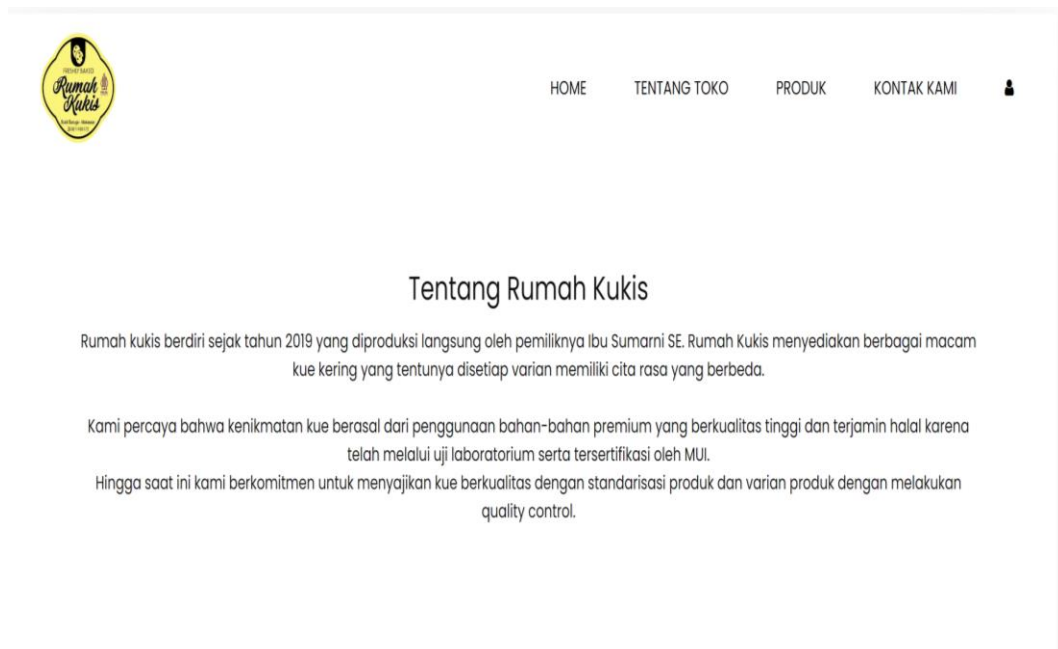 FRESHLY BAKED
Rumah
Kukis
HOME
TENTANG TOKO
PRODUK
KONTAK KAMI
Tentang Rumah Kukis
Rumah kukis berdiri sejak tahun 2019 yang diproduksi langsung oleh pemiliknya Ibu Sumarni SE. Rumah Kukis menyediakan berbagai macam
kue kering yang tentunya disetiap varian memiliki cita rasa yang berbeda.
Kami percaya bahwa kenikmatan kue berasal dari penggunaan bahan-bahan premium yang berkualitas tinggi dan terjamin halal karena
telah melalui uji laboratorium serta tersertifikasi oleh MUI.
Hingga saat ini kami berkomitmen untuk menyajikan kue berkualitas dengan standarisasi produk dan varian produk dengan melakukan
quality control.